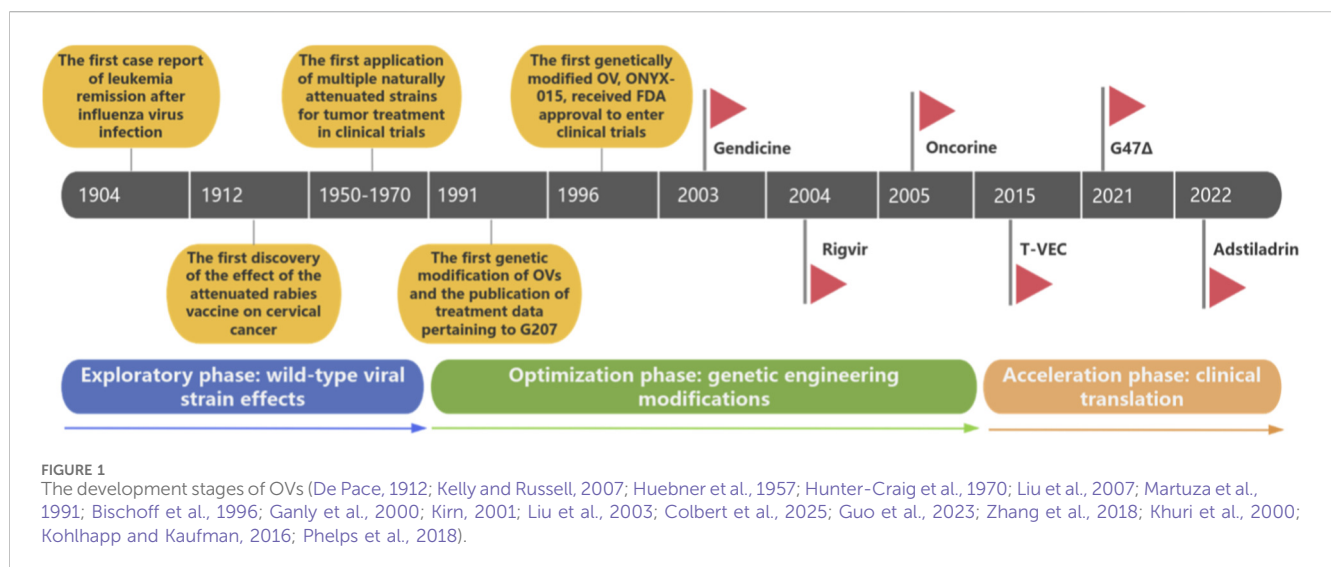 The first case report
of leukemia
remission after
influenza virus
infection
The first application
of multiple naturally
attenuated strains
for tumor treatment
in clinical trials
The first genetically
modified OV, ONYX-
015, received FDA
approval to enter
clinical trials
Gendicine
Oncorine
G47Δ
1904
1912
1950-1970
1991
1996
2003
2004
2005
2015
2021
2022
The first discovery
of the effect of the
attenuated rabies
vaccine on cervical
cancer
The first genetic
modification of OVs
and the publication of
treatment data
pertaining to G207
Rigvir
T-VEC
Adstiladrin
Exploratory phase: wild-type viral
strain effects
Optimization phase: genetic engineering
modifications
Acceleration phase: clinical
translation
FIGURE 1
The development stages of OVs (De Pace, 1912; Kelly and Russell, 2007; Huebner et al., 1957; Hunter-Craig et al., 1970; Liu et al., 2007; Martuza et al.,
1991; Bischoff et al., 1996; Ganly et al., 2000; Kirn, 2001; Liu et al., 2003; Colbert et al., 2025; Guo et al., 2023; Zhang et al., 2018; Khuri et al., 2000;
Kohlhapp and Kaufman, 2016; Phelps et al., 2018).